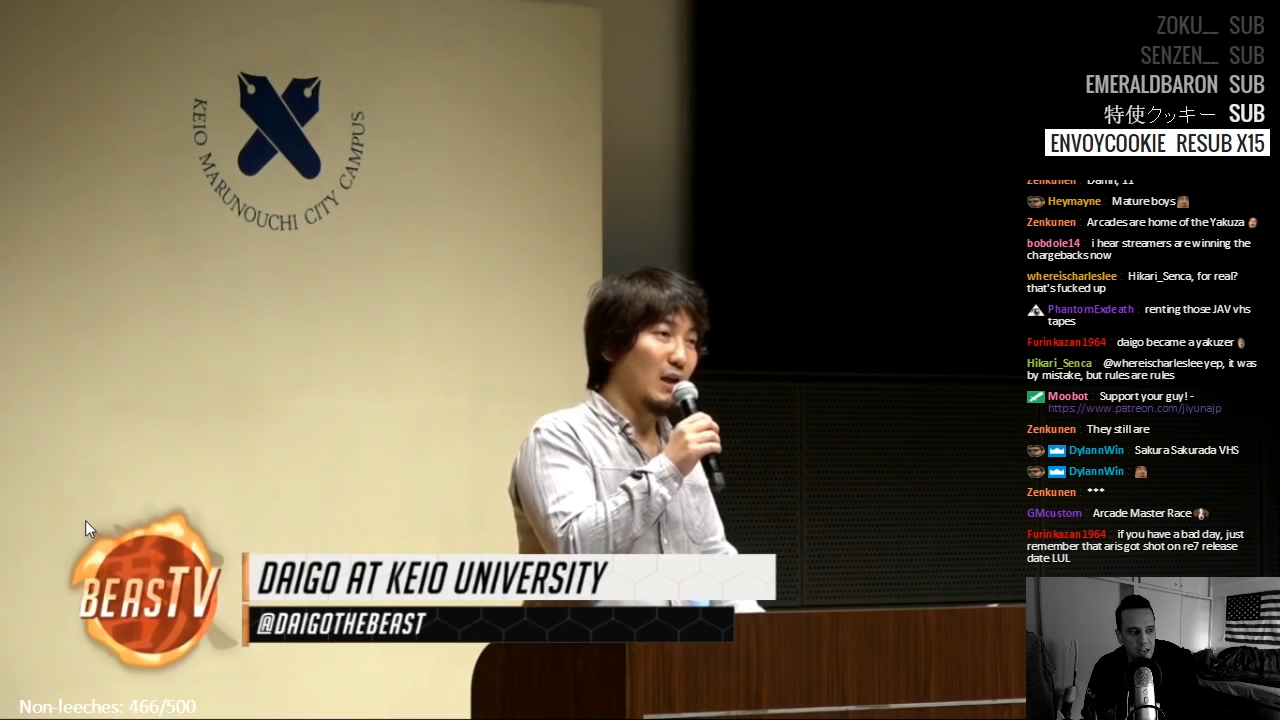 KEIO MARUNOUCHI CITY CAMPUS
BEASTV
DAIGO AT KEIO UNIVERSITY
@DAIGOTHEBEAST
Non-leeches: 466/500
ZOKU__ SUB
SENZEN__ SUB
EMERALDBARON SUB
特使クッキー SUB
ENVOYCOOKIE RESUB X15
Zenkunen: Damn, 11
Heymayne: Mature boys
Zenkunen: Arcades are home of the Yakuza
bobdole14: i hear streamers are winning the
chargebacks now
whereischarleslee: Hikari_Senca, for real?
that's fucked up
PhantomExdeath: renting those JAV vhs
tapes
Furinkazan1964: daigo became a yakuzer
Hikari_Senca: @whereischarleslee yep, it was
by mistake, but rules are rules
Moobot: Support your guy! -
https://www.patreon.com/jiyunajp
Zenkunen: They still are
DylannWin: Sakura Sakurada VHS
DylannWin:
Zenkunen: ***
GMcustom: Arcade Master Race
Furinkazan1964: if you have a bad day, just
remember that aris got shot on re7 release
date LUL